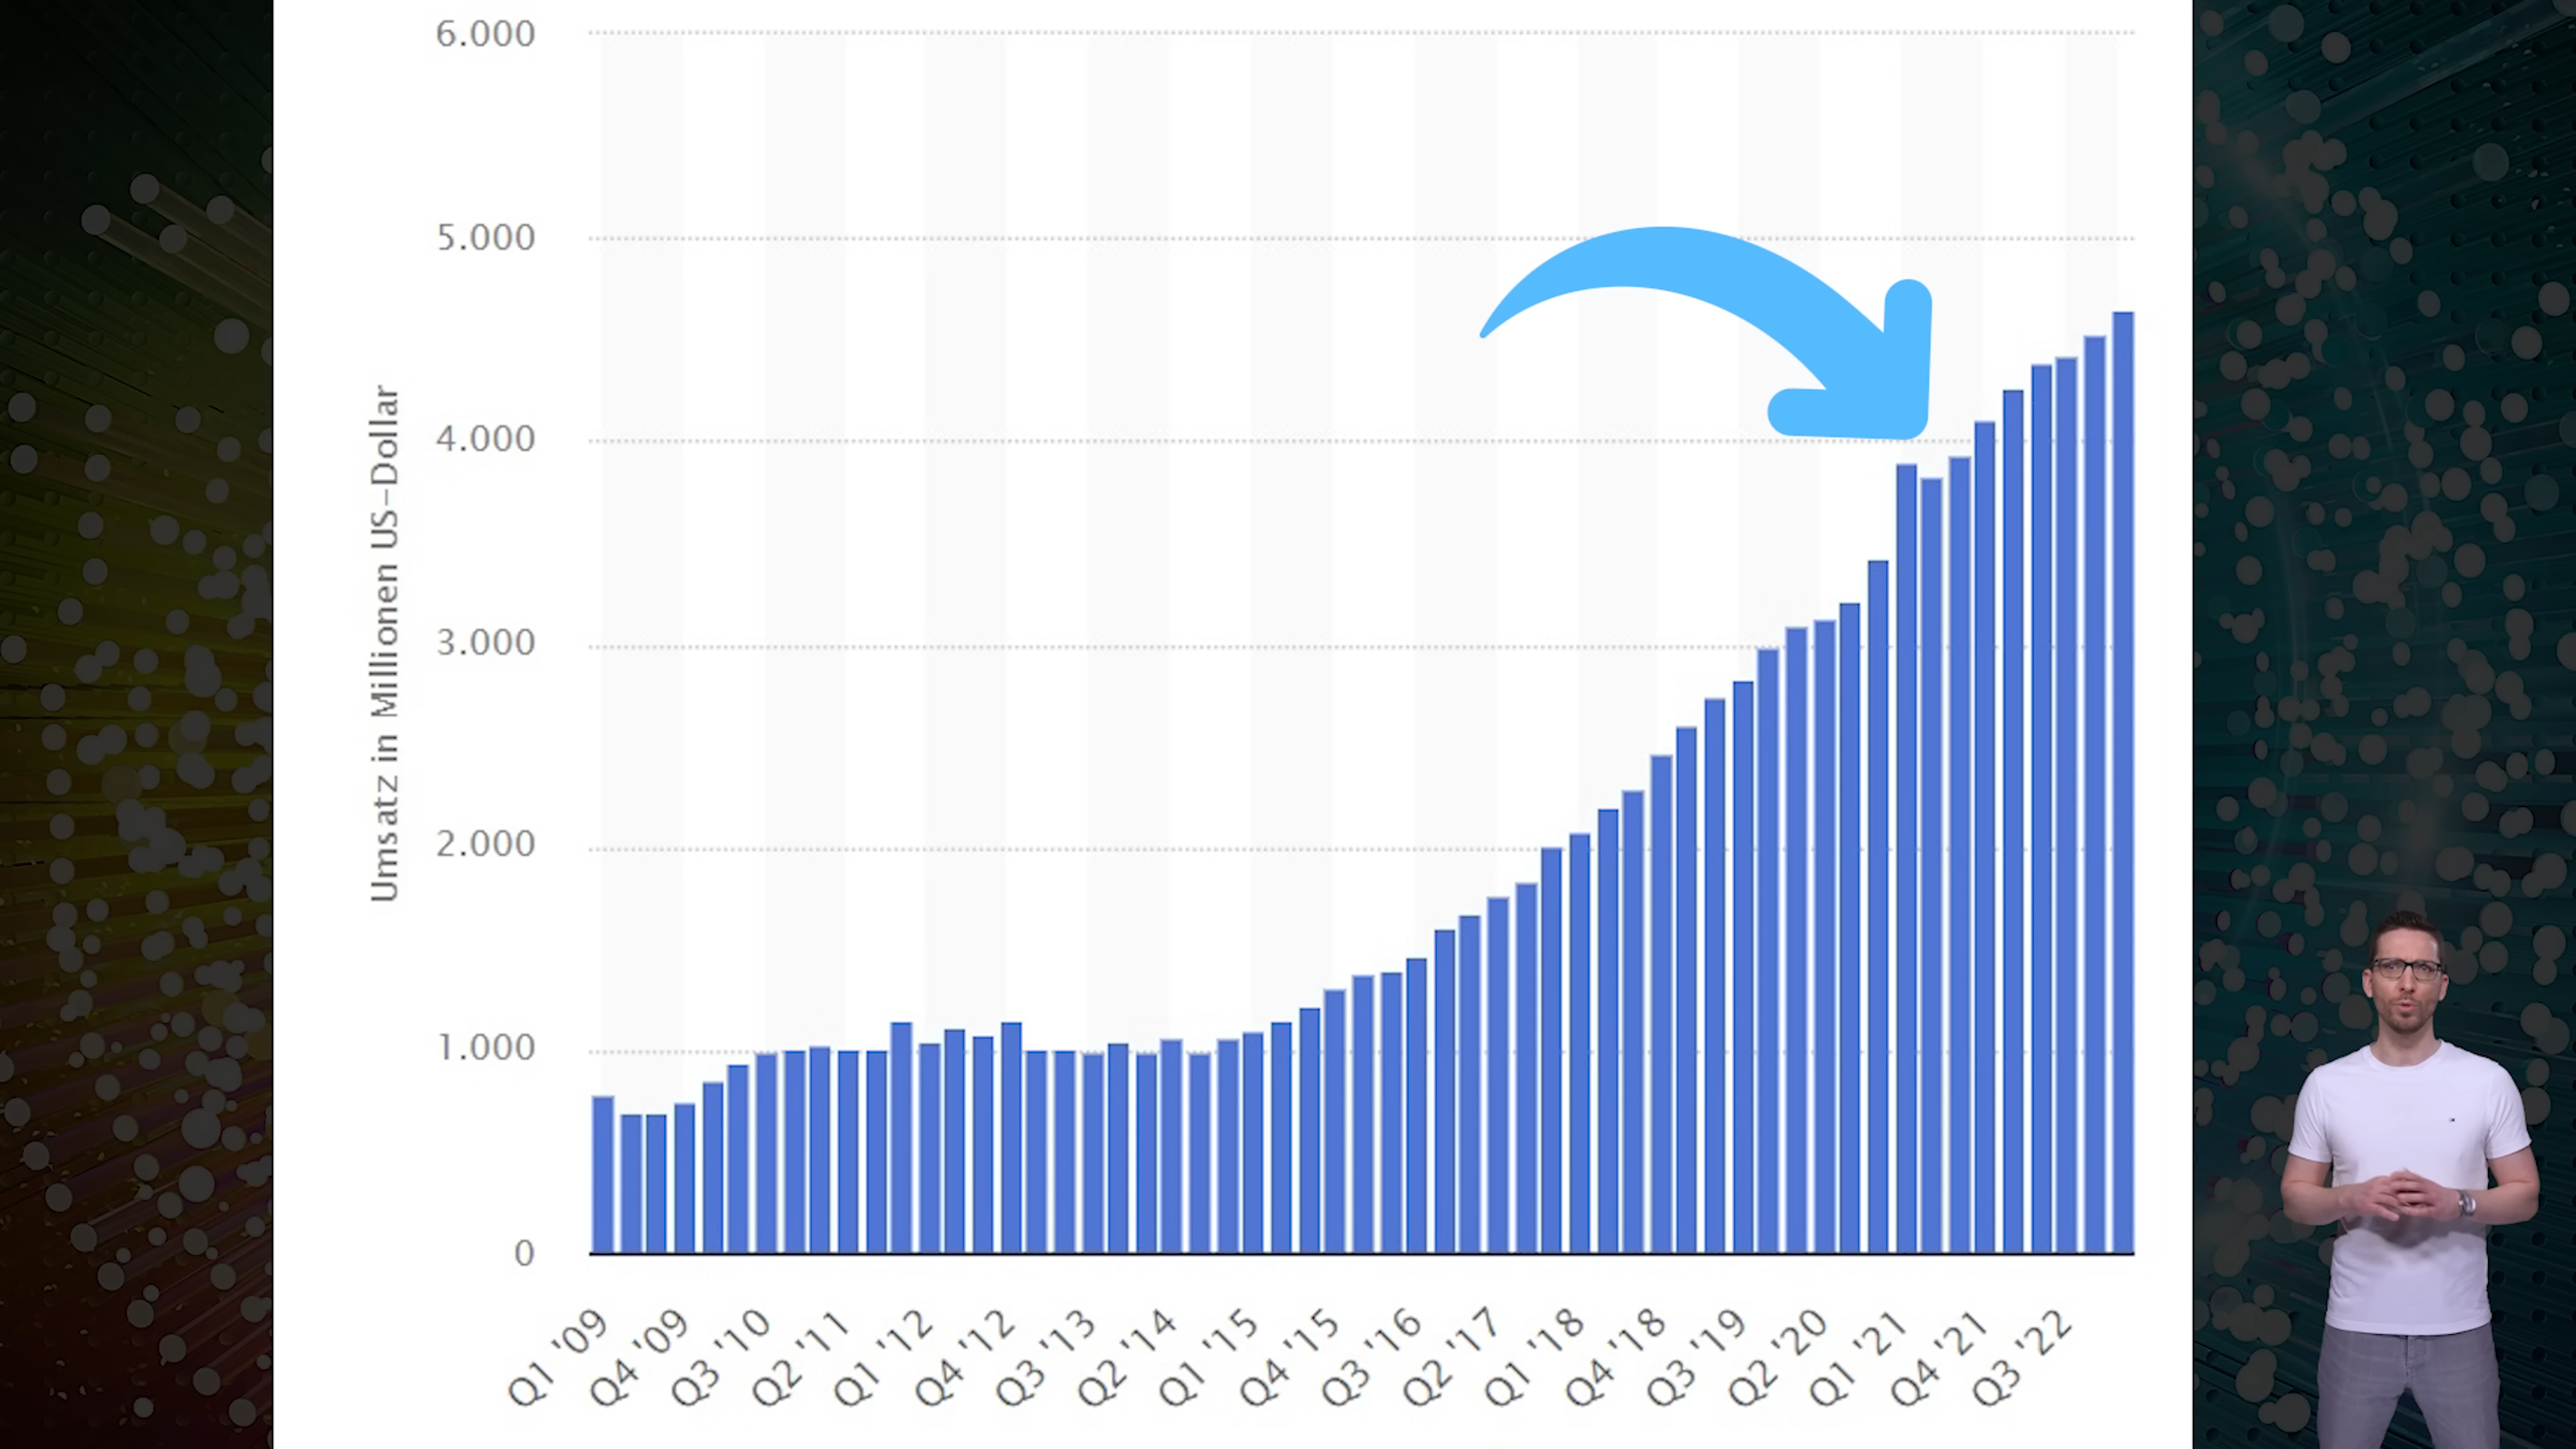 6.000
5.000
4.000
3.000
2.000
1.000
0
Umsatz in Millionen US-Dollar
Q1 '09
Q4 '09
Q3 '10
Q2 '11
Q1 '12
Q4 '12
Q3 '13
Q2 '14
Q1 '15
Q4 '15
Q3 '16
Q2 '17
Q1 '18
Q4 '18
Q3 '19
Q2 '20
Q1 '21
Q4 '21
Q3 '22